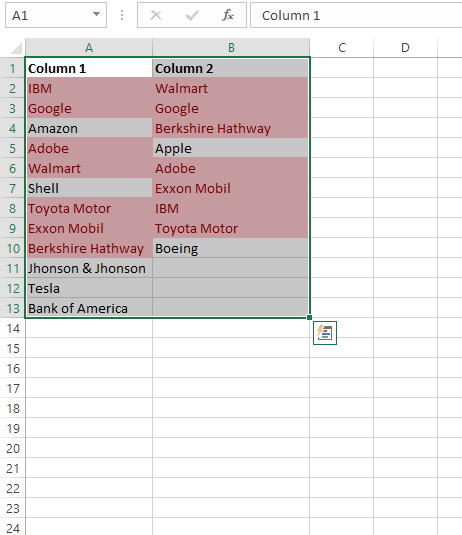 A1 fx Column 1
A B C D
1 Column 1 Column 2
2 IBM Walmart
3 Google Google
4 Amazon Berkshire Hathway
5 Adobe Apple
6 Walmart Adobe
7 Shell Exxon Mobil
8 Toyota Motor IBM
9 Exxon Mobil Toyota Motor
10 Berkshire Hathway Boeing
11 Jhonson & Jhonson
12 Tesla
13 Bank of America
14
15
16
17
18
19
20
21
22
23
24